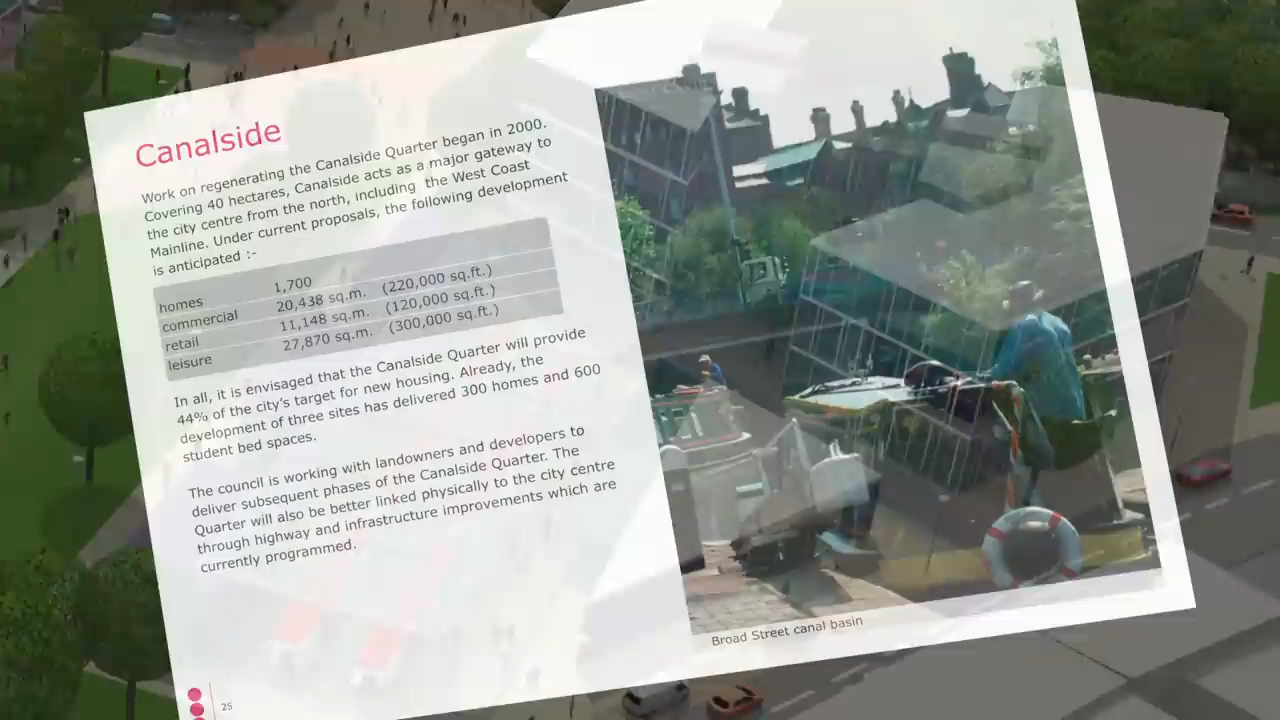 Canalside
Work on regenerating the Canalside Quarter began in 2000.
Covering 40 hectares, Canalside acts as a major gateway to
the city centre from the north, including the West Coast
Mainline. Under current proposals, the following development
is anticipated :-
homes 1,700
commercial 20,438 sq.m. (220,000 sq.ft.)
retail 11,148 sq.m. (120,000 sq.ft.)
leisure 27,870 sq.m. (300,000 sq.ft.)
In all, it is envisaged that the Canalside Quarter will provide
44% of the city's target for new housing. Already, the
development of three sites has delivered 300 homes and 600
student bed spaces.
The council is working with landowners and developers to
deliver subsequent phases of the Canalside Quarter. The
Quarter will also be better linked physically to the city centre
through highway and infrastructure improvements which are
currently programmed.
Broad Street canal basin
25